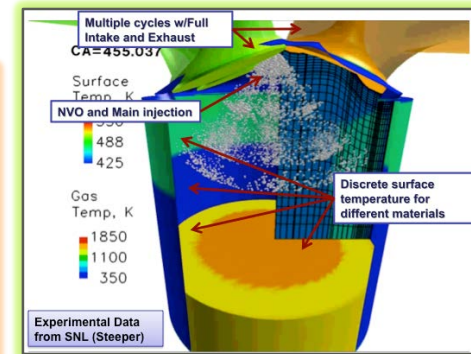 Multiple cycles w/Full
Intake and Exhaust
CA=455.037
Surface
Temp, K
488
425
NVO and Main injection
Discrete surface
temperature for
different materials
Gas
Temp, K
1850
1100
350
Experimental Data
from SNL (Steeper)